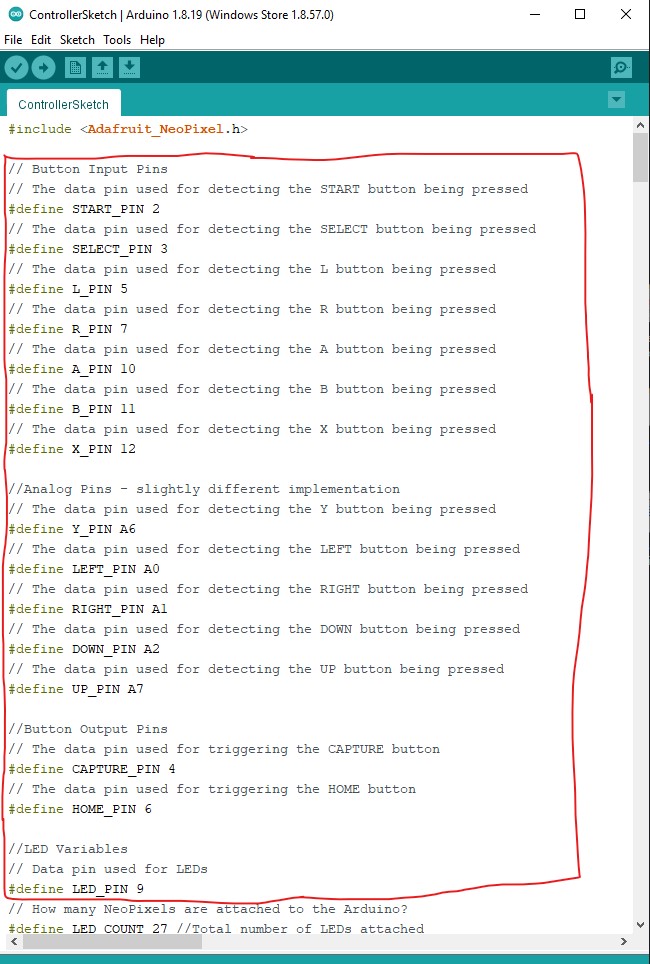 ControllerSketch | Arduino 1.8.19 (Windows Store 1.8.57.0)
File Edit Sketch Tools Help
ControllerSketch
#include <Adafruit_NeoPixel.h>
// Button Input Pins
// The data pin used for detecting the START button being pressed
#define START_PIN 2
// The data pin used for detecting the SELECT button being pressed
#define SELECT_PIN 3
// The data pin used for detecting the L button being pressed
#define L_PIN 5
// The data pin used for detecting the R button being pressed
#define R_PIN 7
// The data pin used for detecting the A button being pressed
#define A_PIN 10
// The data pin used for detecting the B button being pressed
#define B_PIN 11
// The data pin used for detecting the X button being pressed
#define X_PIN 12
//Analog Pins - slightly different implementation
// The data pin used for detecting the Y button being pressed
#define Y_PIN A6
// The data pin used for detecting the LEFT button being pressed
#define LEFT_PIN A0
// The data pin used for detecting the RIGHT button being pressed
#define RIGHT_PIN A1
// The data pin used for detecting the DOWN button being pressed
#define DOWN_PIN A2
// The data pin used for detecting the UP button being pressed
#define UP_PIN A7
//Button Output Pins
// The data pin used for triggering the CAPTURE button
#define CAPTURE_PIN 4
// The data pin used for triggering the HOME button
#define HOME_PIN 6
//LED Variables
// Data pin used for LEDs
#define LED_PIN 9
// How many NeoPixels are attached to the Arduino?
#define LED_COUNT 27 //Total number of LEDs attached